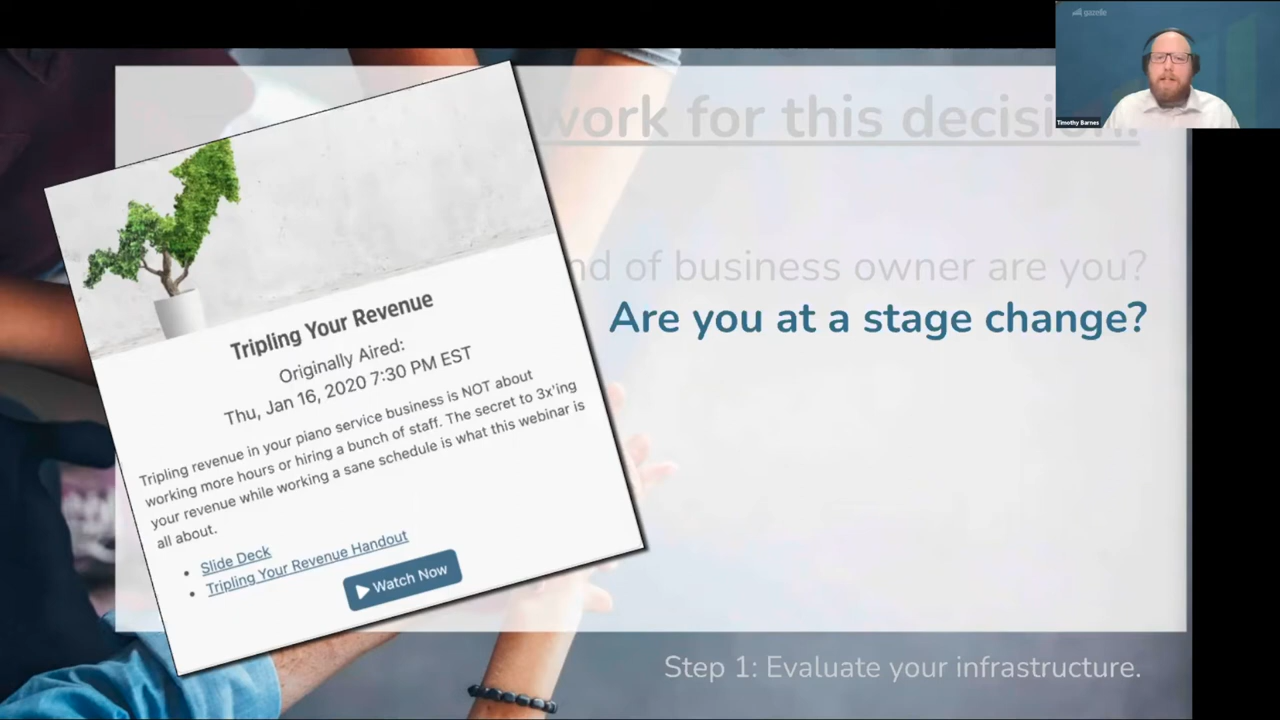 gazelle
Timothy Barnes
work for this decision.
of business owner are you?
Are you at a stage change?
Tripling Your Revenue
Originally Aired:
Thu, Jan 16, 2020 7:30 PM EST
Tripling revenue in your piano service business is NOT about
working more hours or hiring a bunch of staff. The secret to 3x'ing
your revenue while working a sane schedule is what this webinar is
all about.
• Slide Deck
• Tripling Your Revenue Handout
Watch Now
Step 1: Evaluate your infrastructure.